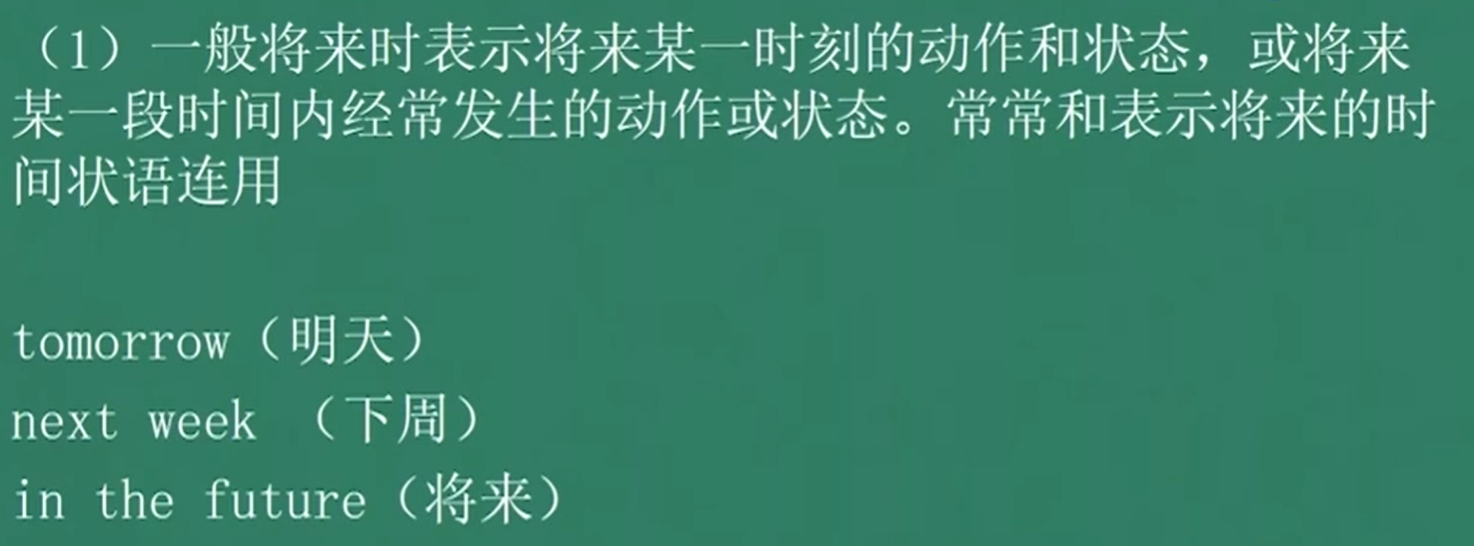 （1）一般将来时表示将来某一时刻的动作和状态，或将来
某一段时间内经常发生的动作或状态。常常和表示将来的时
间状语连用
tomorrow（明天）
next week （下周）
in the future（将来）